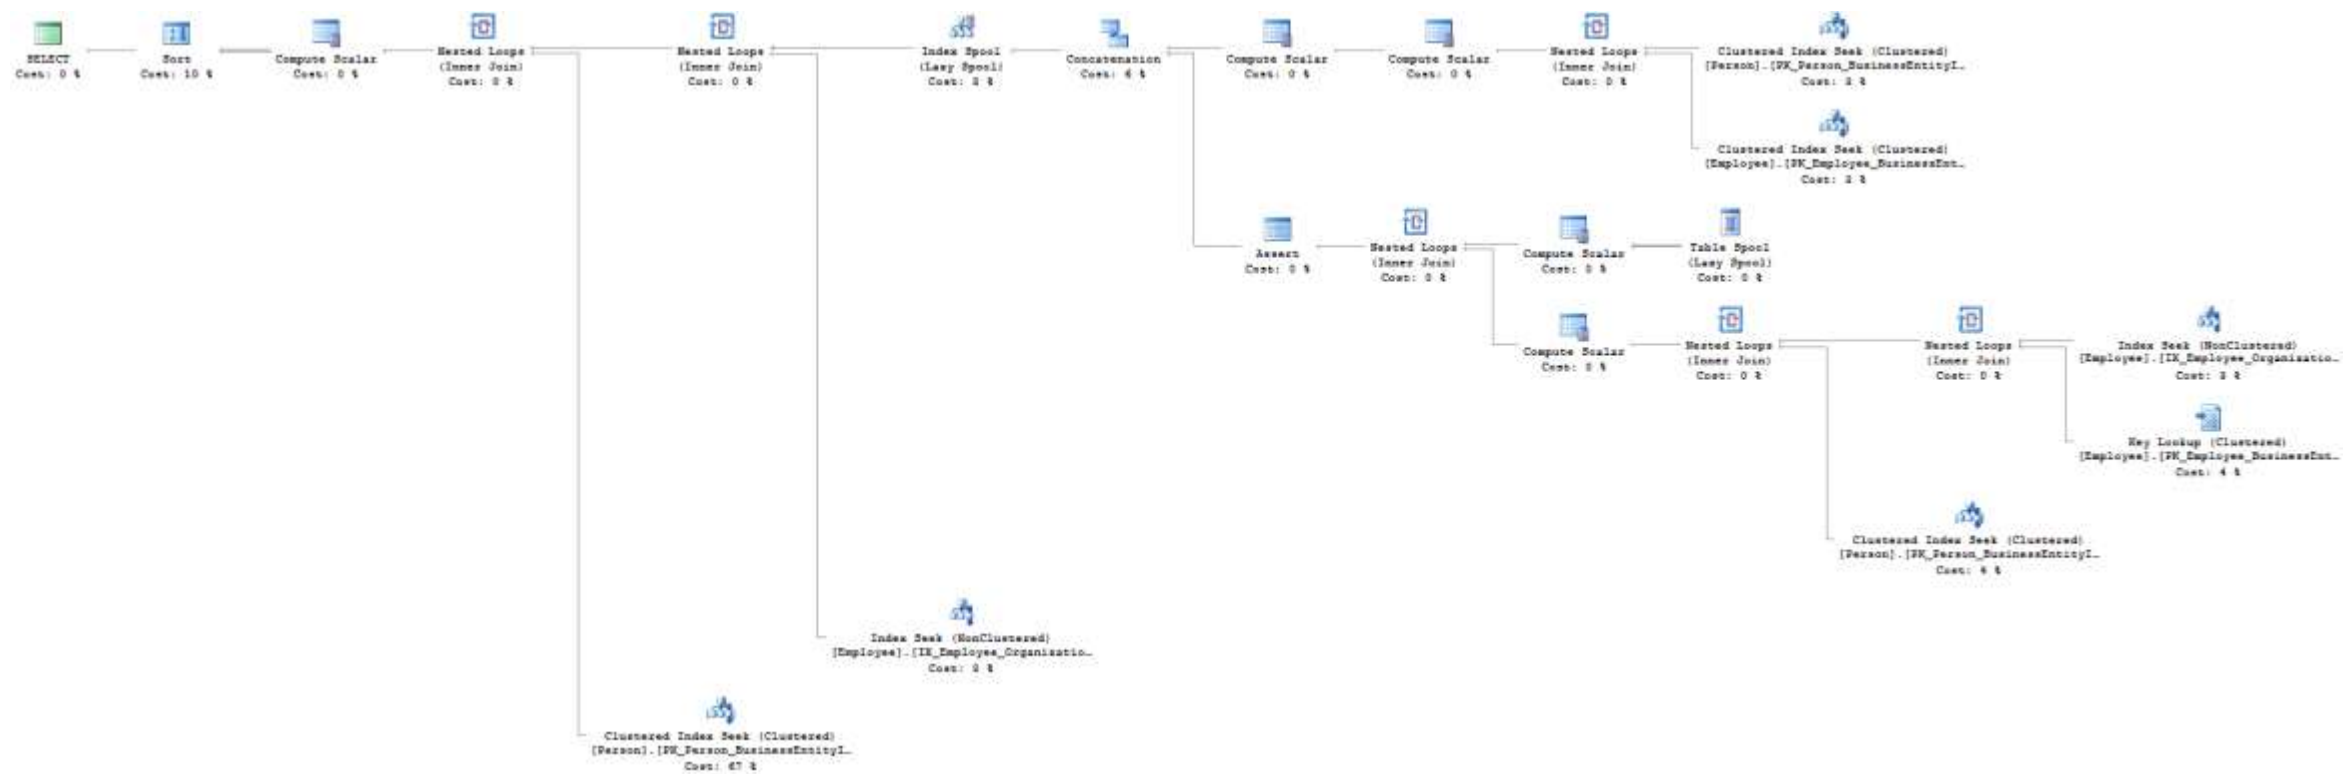 SELECT
Cost: 0 %
Sort
Cost: 10 %
Compute Scalar
Cost: 0 %
Nested Loops
(Inner Join)
Cost: 0 %
Nested Loops
(Inner Join)
Cost: 0 %
Index Spool
(Lazy Spool)
Cost: %
Concatenation
Cost: %
Compute Scalar
Cost: 0 %
Compute Scalar
Cost: 0 %
Nested Loops
(Inner Join)
Cost: 0 %
Clustered Index Seek (Clustered)
[Person].[PK_Person_BusinessEntityI…
Cost: %
Clustered Index Seek (Clustered)
[Employee].[PK_Employee_BusinessEnt…
Cost: %
Assert
Cost: 0 %
Nested Loops
(Inner Join)
Cost: 0 %
Compute Scalar
Cost: 0 %
Table Spool
(Lazy Spool)
Cost: 0 %
Compute Scalar
Cost: 0 %
Nested Loops
(Inner Join)
Cost: 0 %
Nested Loops
(Inner Join)
Cost: 0 %
Index Seek (NonClustered)
[Employee].[IX_Employee_Organizatio…
Cost: %
Key Lookup (Clustered)
[Employee].[PK_Employee_BusinessEnt…
Cost: 4 %
Clustered Index Seek (Clustered)
[Person].[PK_Person_BusinessEntityI…
Cost: %
Index Seek (NonClustered)
[Employee].[IX_Employee_Organizatio…
Cost: %
Clustered Index Seek (Clustered)
[Person].[PK_Person_BusinessEntityI…
Cost: 67 %